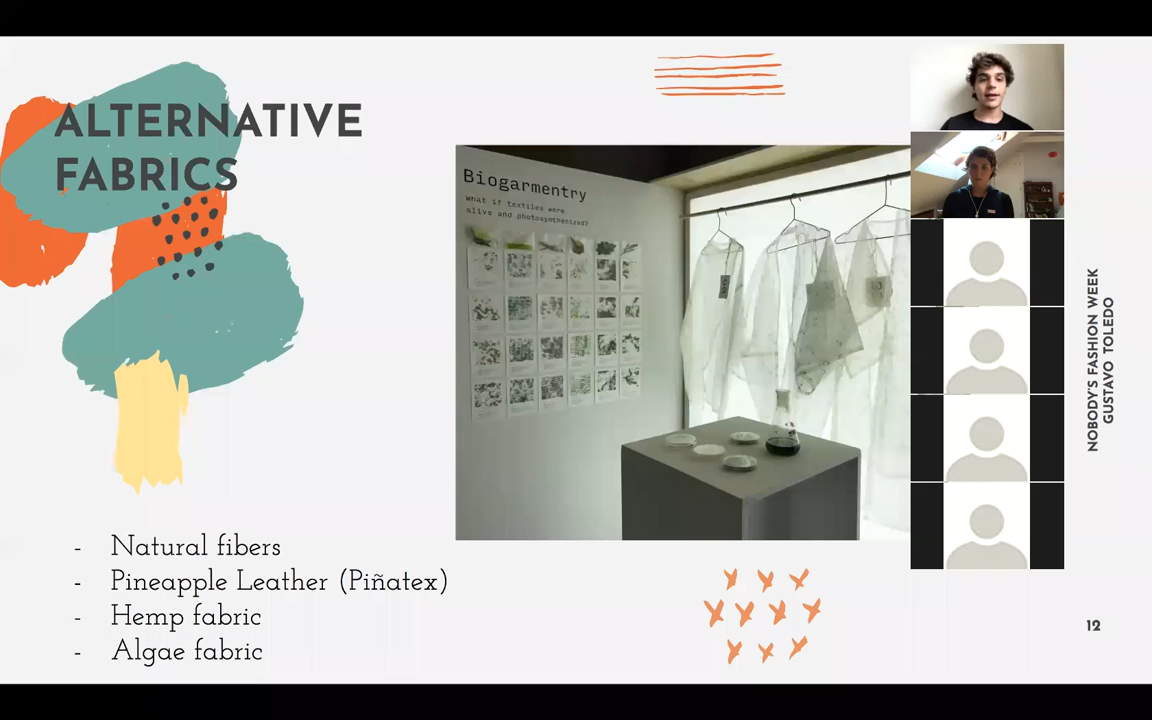 ALTERNATIVE
FABRICS
Biogarmentry
What if textiles were
alive and photosynthesized?
- Natural fibers
- Pineapple Leather (Piñatex)
- Hemp fabric
- Algae fabric
NOBODY'S FASHION WEEK
GUSTAVO TOLEDO
12